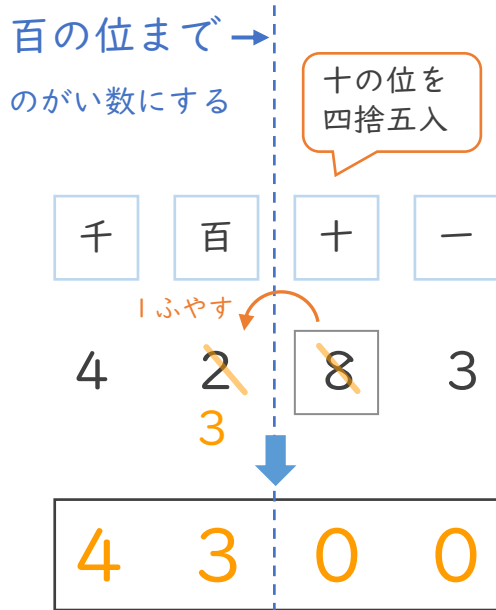 百の位まで
のがい数にする
十の位を
四捨五入
千 百 十 一
1ふやす
4 2 8 3
3
4 3 0 0